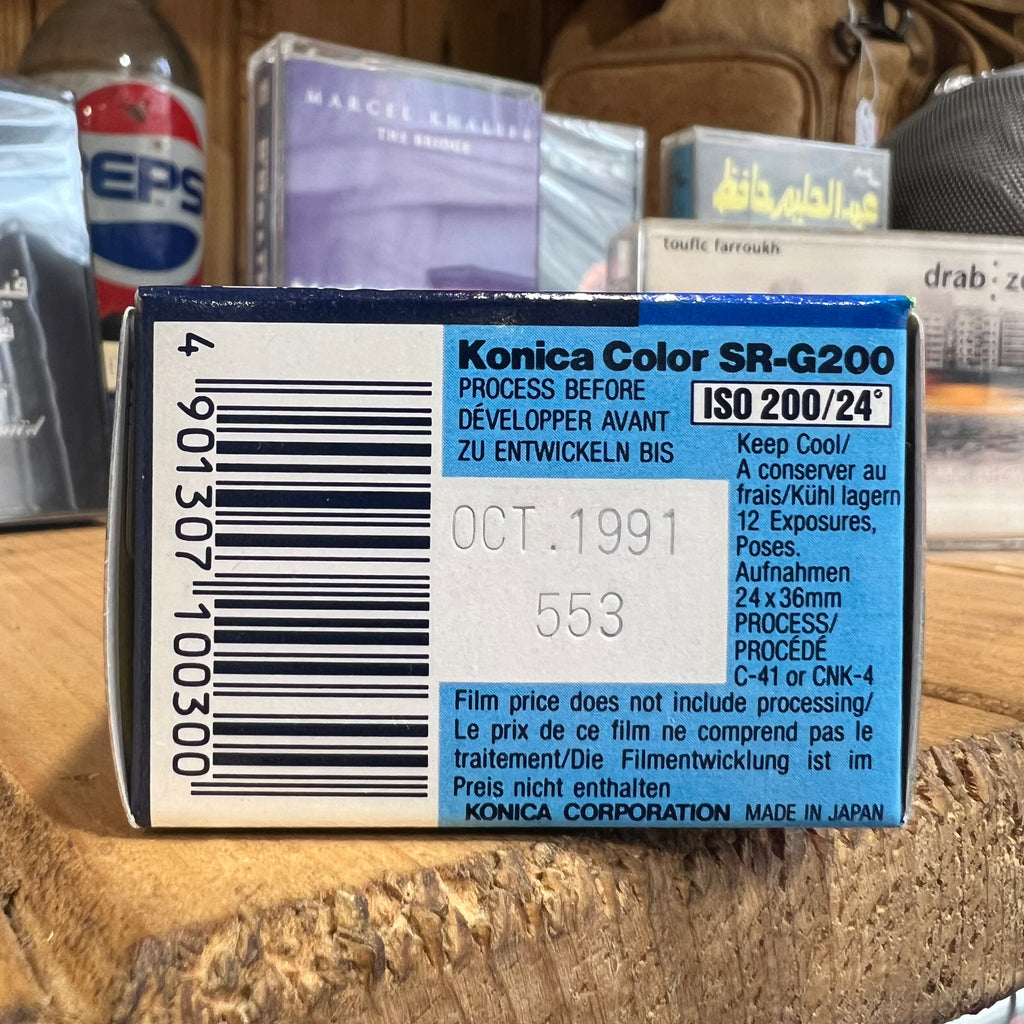 PEPS
MARCEL KHALIFE
THE BRIDGE
عبد الحليم حافظ
toufic farroukh
drab : zo
4 901307 100300
Konica Color SR-G200
PROCESS BEFORE
DÉVELOPPER AVANT
ZU ENTWICKELN BIS
ISO 200/24°
Keep Cool/
A conserver au
frais/Kühl lagern
12 Exposures,
Poses.
Aufnahmen
24 x 36mm
PROCESS/
PROCÉDÉ
C-41 or CNK-4
OCT.1991
553
Film price does not include processing/
Le prix de ce film ne comprend pas le
traitement/Die Filmentwicklung ist im
Preis nicht enthalten
KONICA CORPORATION MADE IN JAPAN